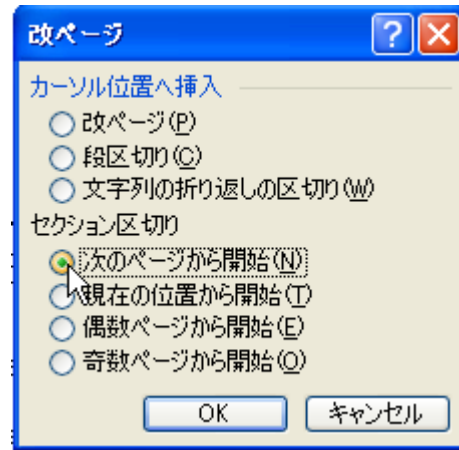 改ページ
カーソル位置へ挿入
改ページ(P)
段区切り(C)
文字列の折り返しの区切り(W)
セクション区切り
次のページから開始(N)
現在の位置から開始(T)
偶数ページから開始(E)
奇数ページから開始(O)
OK キャンセル